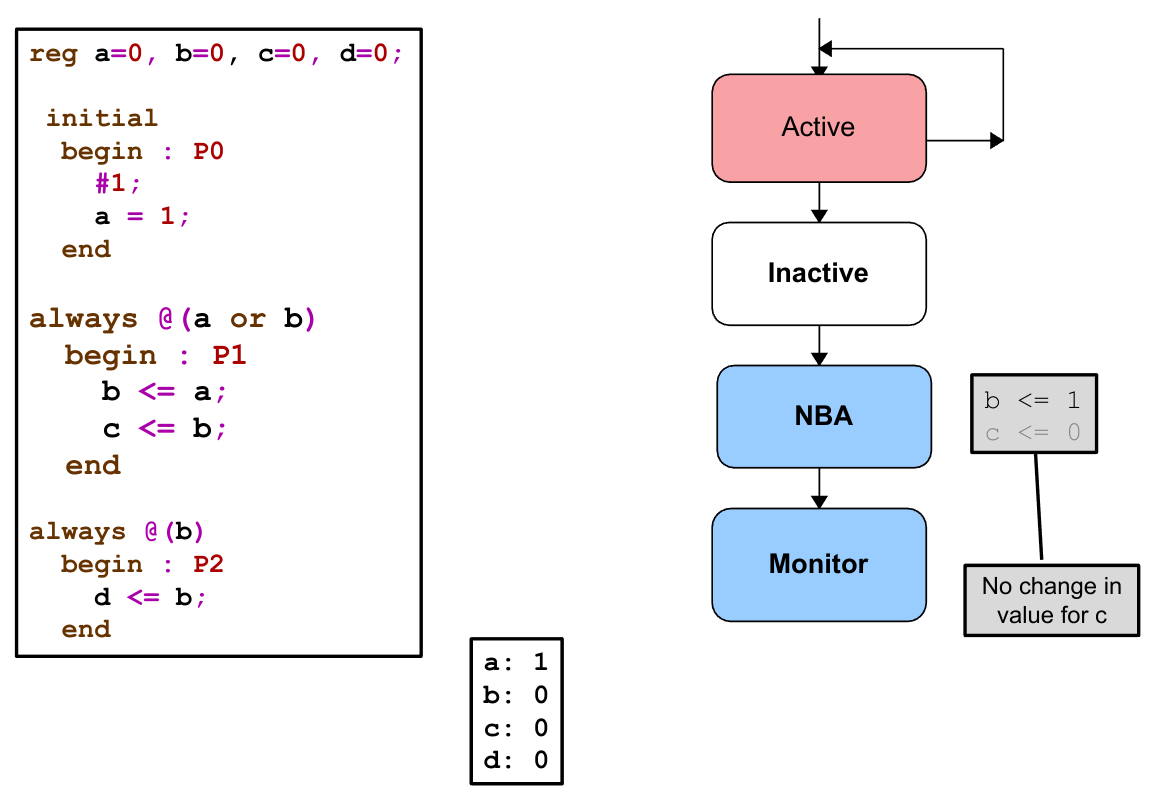 reg a=0, b=0, c=0, d=0;
initial
begin : P0
#1;
a = 1;
end
always @(a or b)
begin : P1
b <= a;
c <= b;
end
always @(b)
begin : P2
d <= b;
end
a: 1
b: 0
c: 0
d: 0
Active
Inactive
NBA
Monitor
b <= 1
c <= 0
No change in
value for c